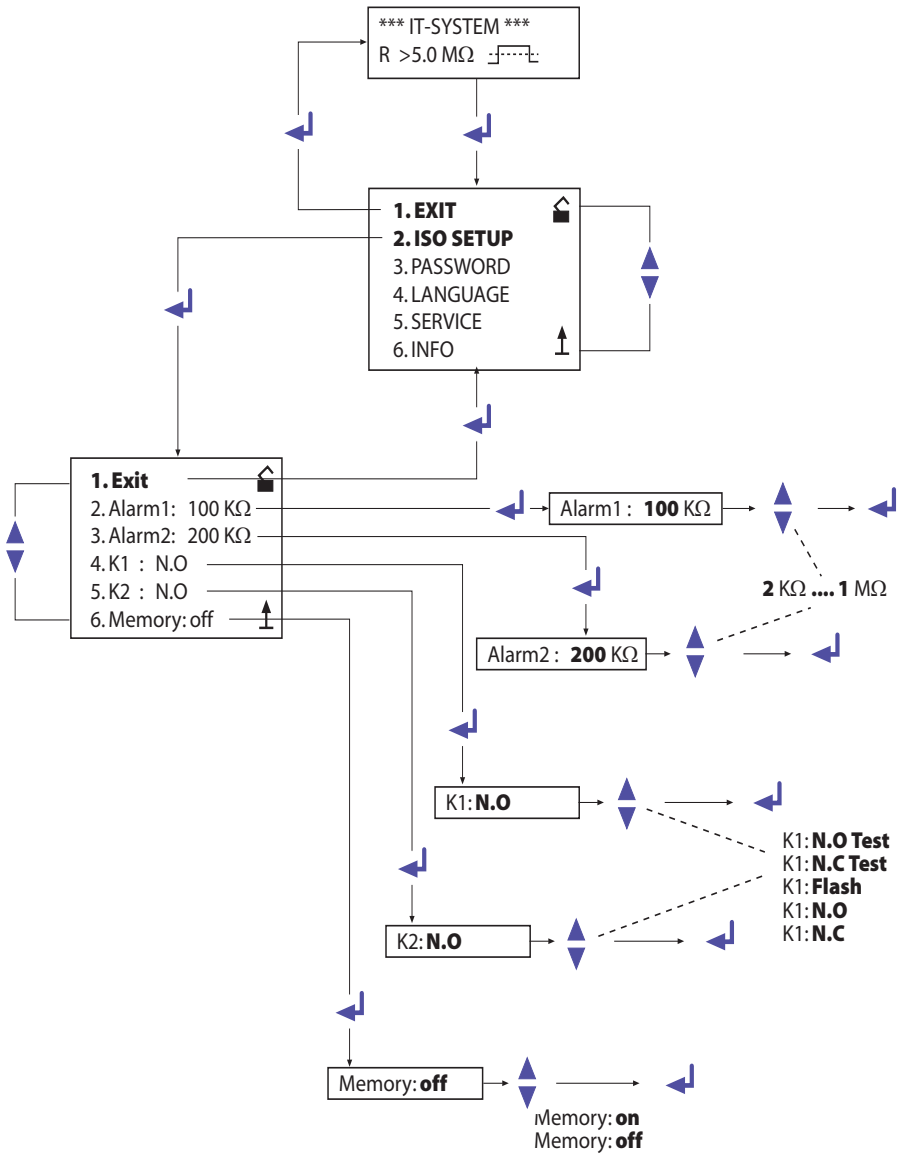 *** IT-SYSTEM ***
R >5.0 MΩ
1. EXIT
2. ISO SETUP
3. PASSWORD
4. LANGUAGE
5. SERVICE
6. INFO
1. Exit
2. Alarm1: 100 KΩ
3. Alarm2: 200 KΩ
4. K1 : N.O
5. K2 : N.O
6. Memory: off
Alarm1 : 100 KΩ
2 KΩ .... 1 MΩ
Alarm2 : 200 KΩ
K1: N.O
K1: N.O Test
K1: N.C Test
K1: Flash
K1: N.O
K1: N.C
K2: N.O
Memory: off
Memory: on
Memory: off